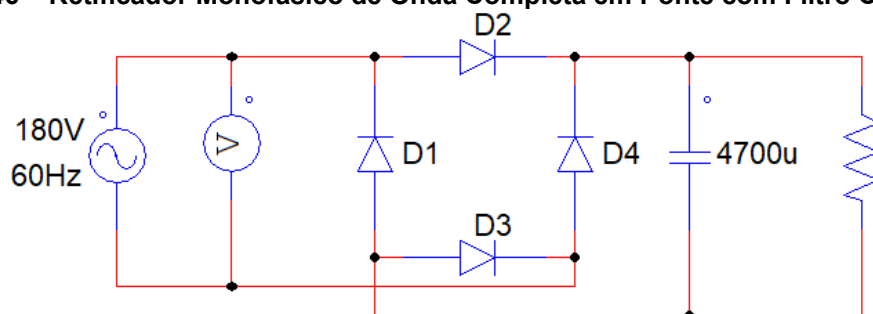 Retificador Monofásico de Onda Completa em Ponte com Filtro
D2
180V
60Hz
V
D1
D4
4700u
D3